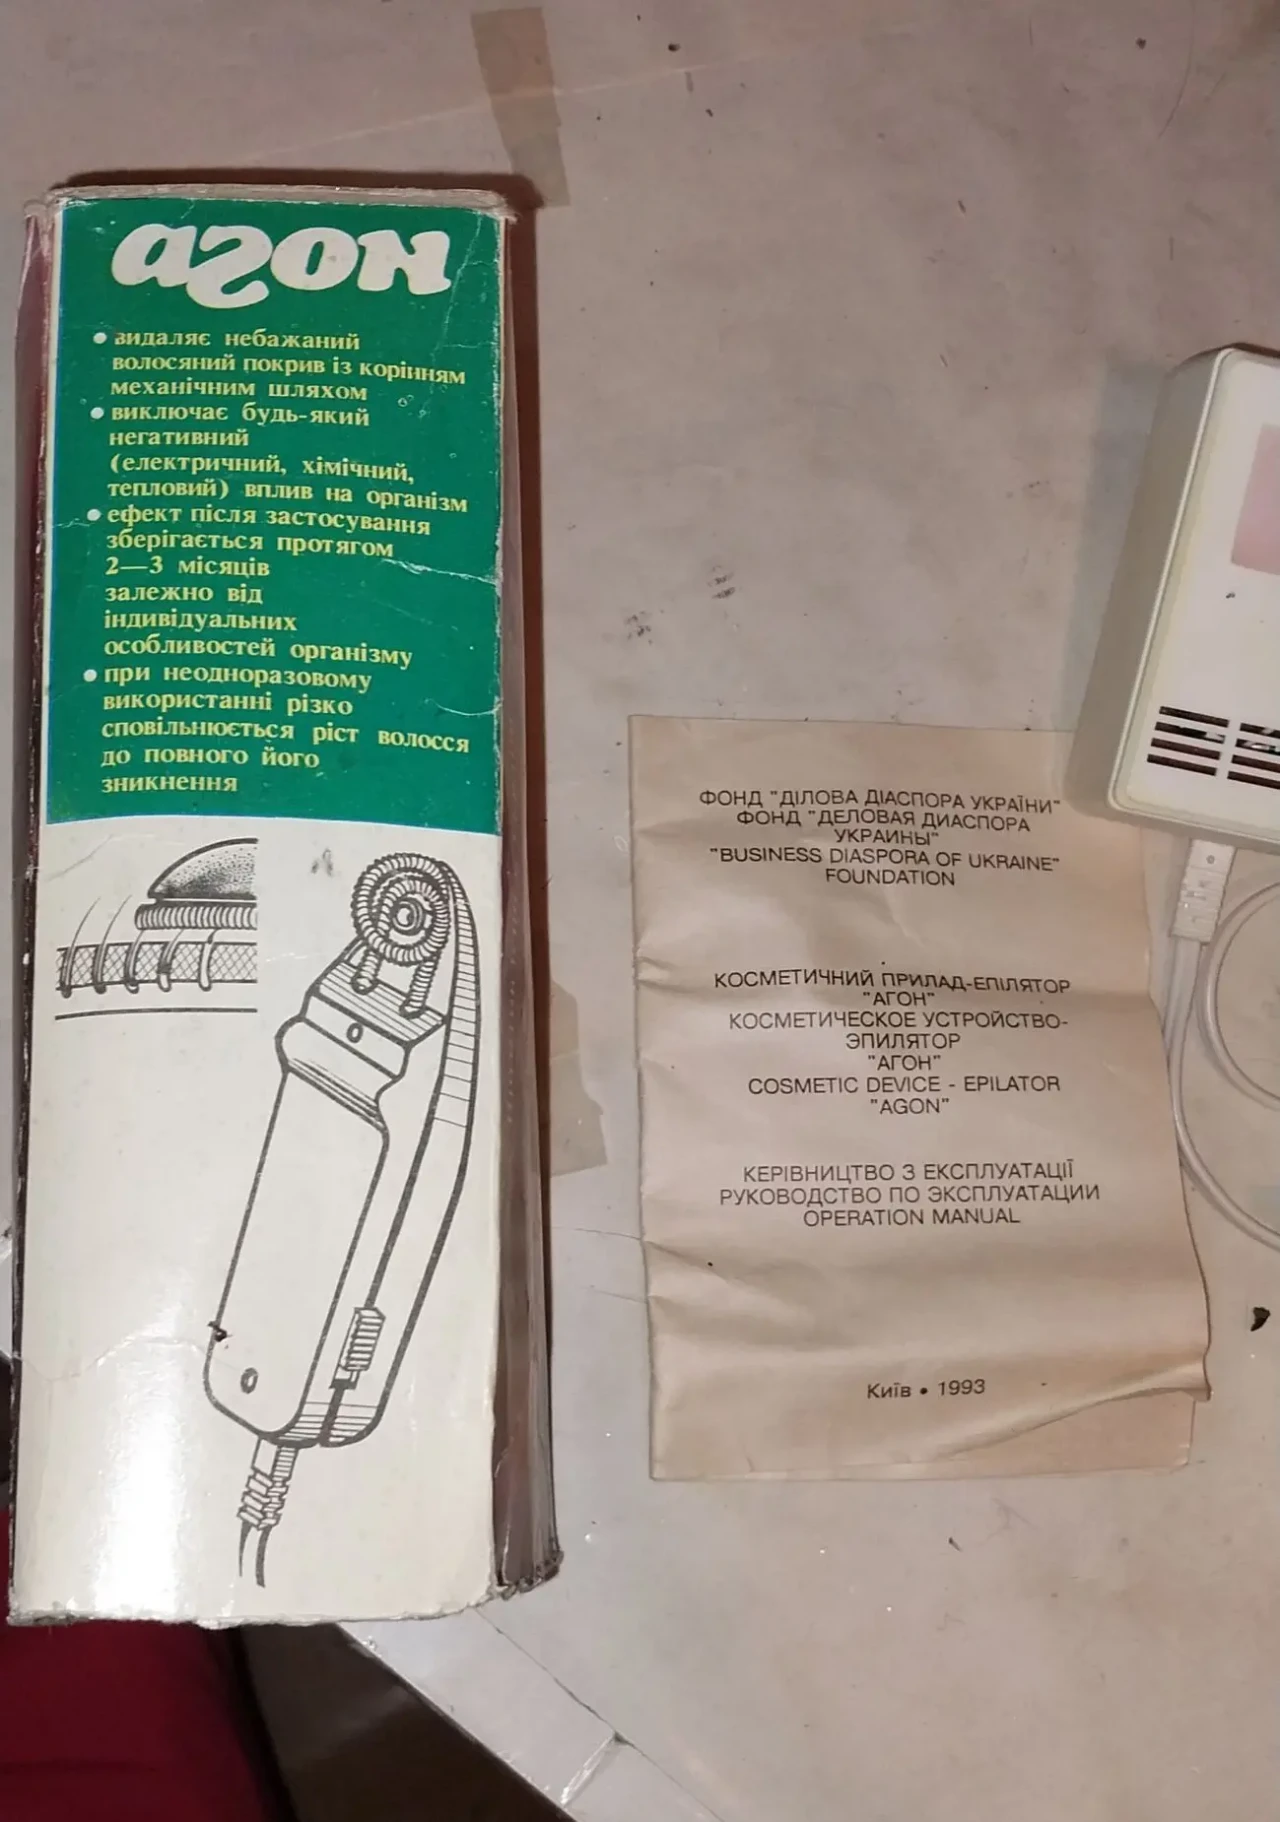 агон
• видаляє небажаний
волосяний покрив із корінням
механічним шляхом
• виключає будь-який
негативний
(електричний, хімічний,
тепловий) вплив на організм
• ефект після застосування
зберігається протягом
2—3 місяців
залежно від
індивідуальних
особливостей організму
• при неодноразовому
використанні різко
сповільнюється ріст волосся
до повного його
зникнення
ФОНД "ДІЛОВА ДІАСПОРА УКРАЇНИ"
ФОНД "ДЕЛОВАЯ ДИАСПОРА
УКРАИНЫ"
"BUSINESS DIASPORA OF UKRAINE"
FOUNDATION
КОСМЕТИЧНИЙ ПРИЛАД-ЕПІЛЯТОР
"АГОН"
КОСМЕТИЧЕСКОЕ УСТРОЙСТВО-
ЭПИЛЯТОР
"АГОН"
COSMETIC DEVICE - EPILATOR
"AGON"
КЕРІВНИЦТВО З ЕКСПЛУАТАЦІЇ
РУКОВОДСТВО ПО ЭКСПЛУАТАЦИИ
OPERATION MANUAL
Київ • 1993